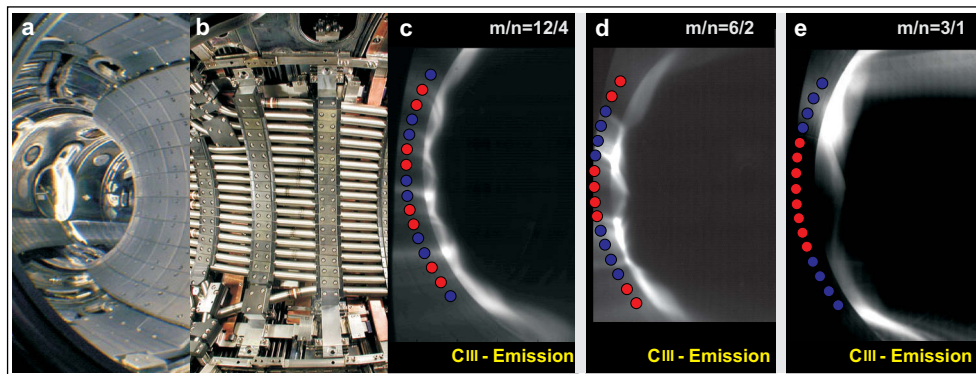 a
b
c
m/n=12/4
d
m/n=6/2
e
m/n=3/1
CIII - Emission
CIII - Emission
CIII - Emission